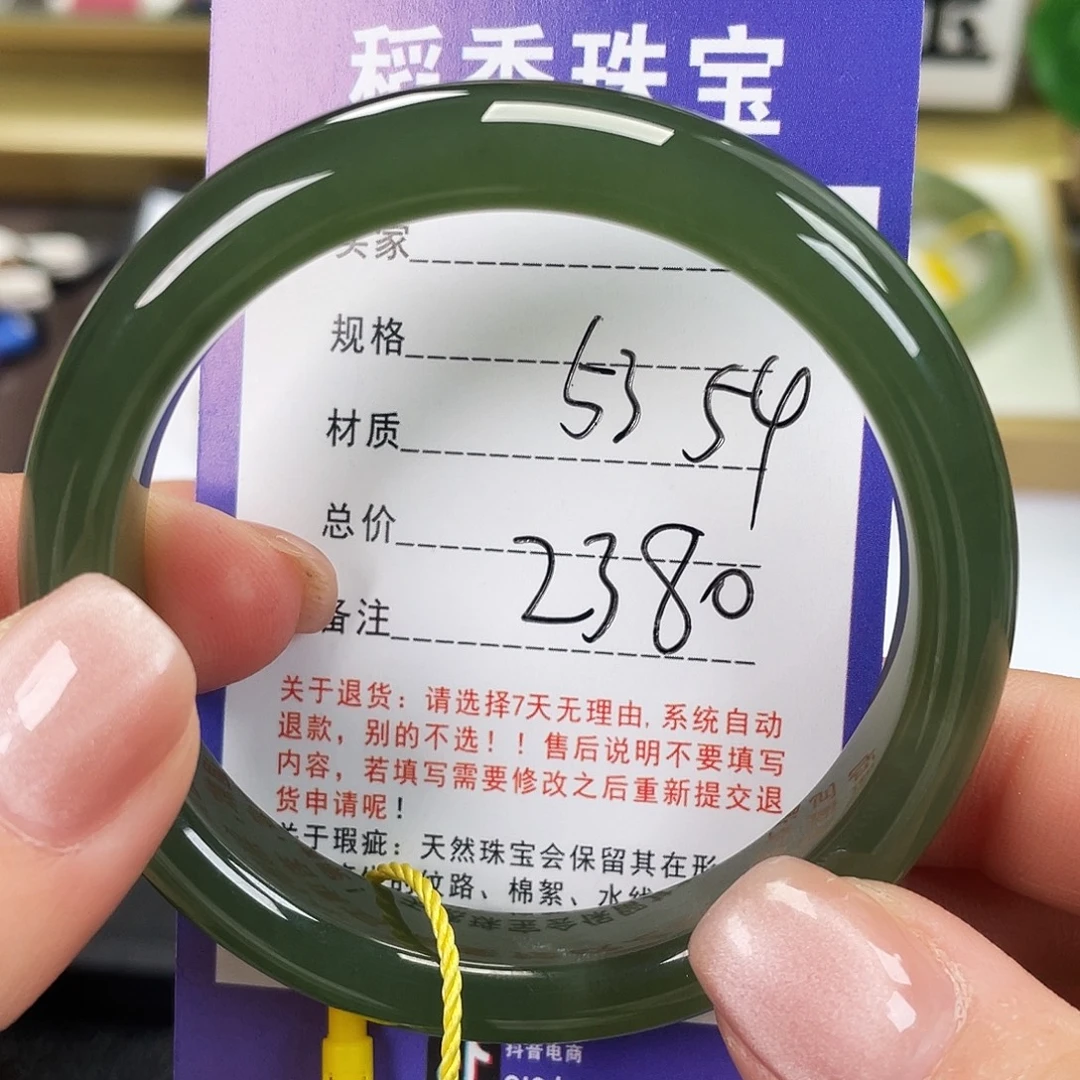 稻香珠宝
买家
规格
53 54
材质
总价
2380
备注
关于退货：请选择7天无理由,系统自动
退款，别的不选！！售后说明不要填写
内容，若填写需要修改之后重新提交退
货申请呢！
关于瑕疵：天然珠宝会保留其在形
的纹路、棉絮、水线
抖音电商